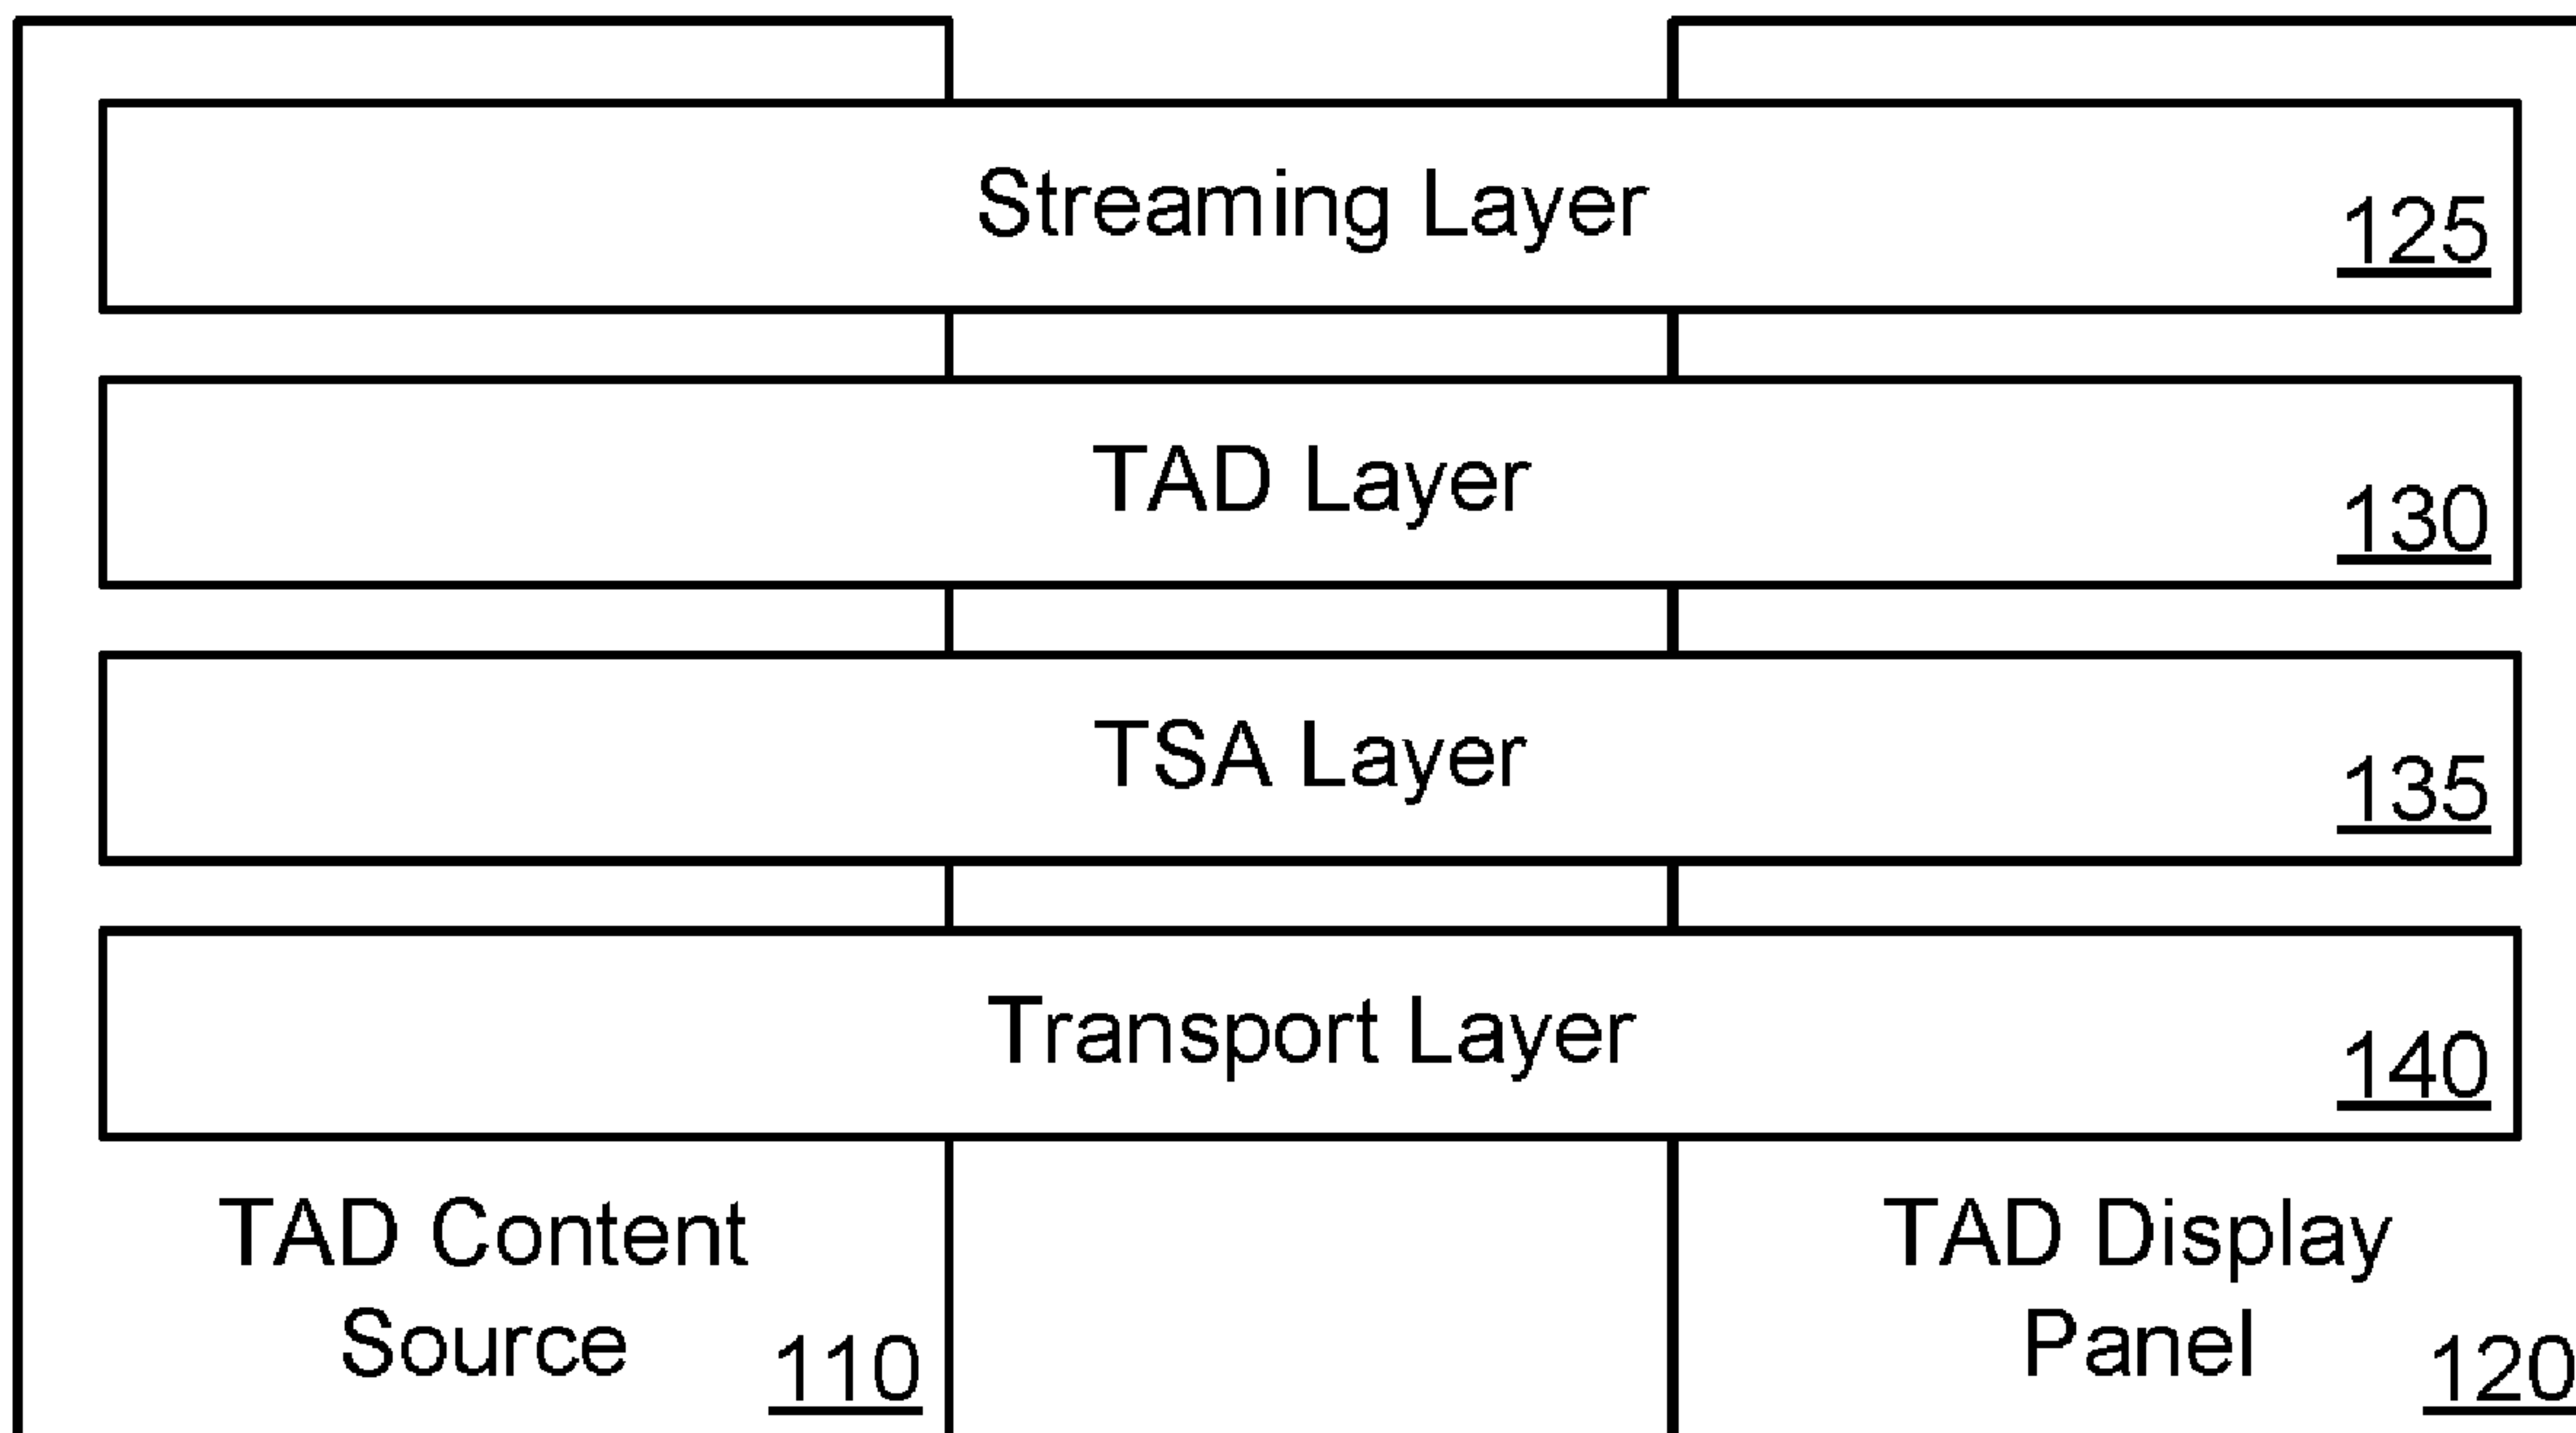 Streaming Layer
125
TAD Layer
130
TSA Layer
135
Transport Layer
140
TAD Content
Source 110
TAD Display
Panel 120